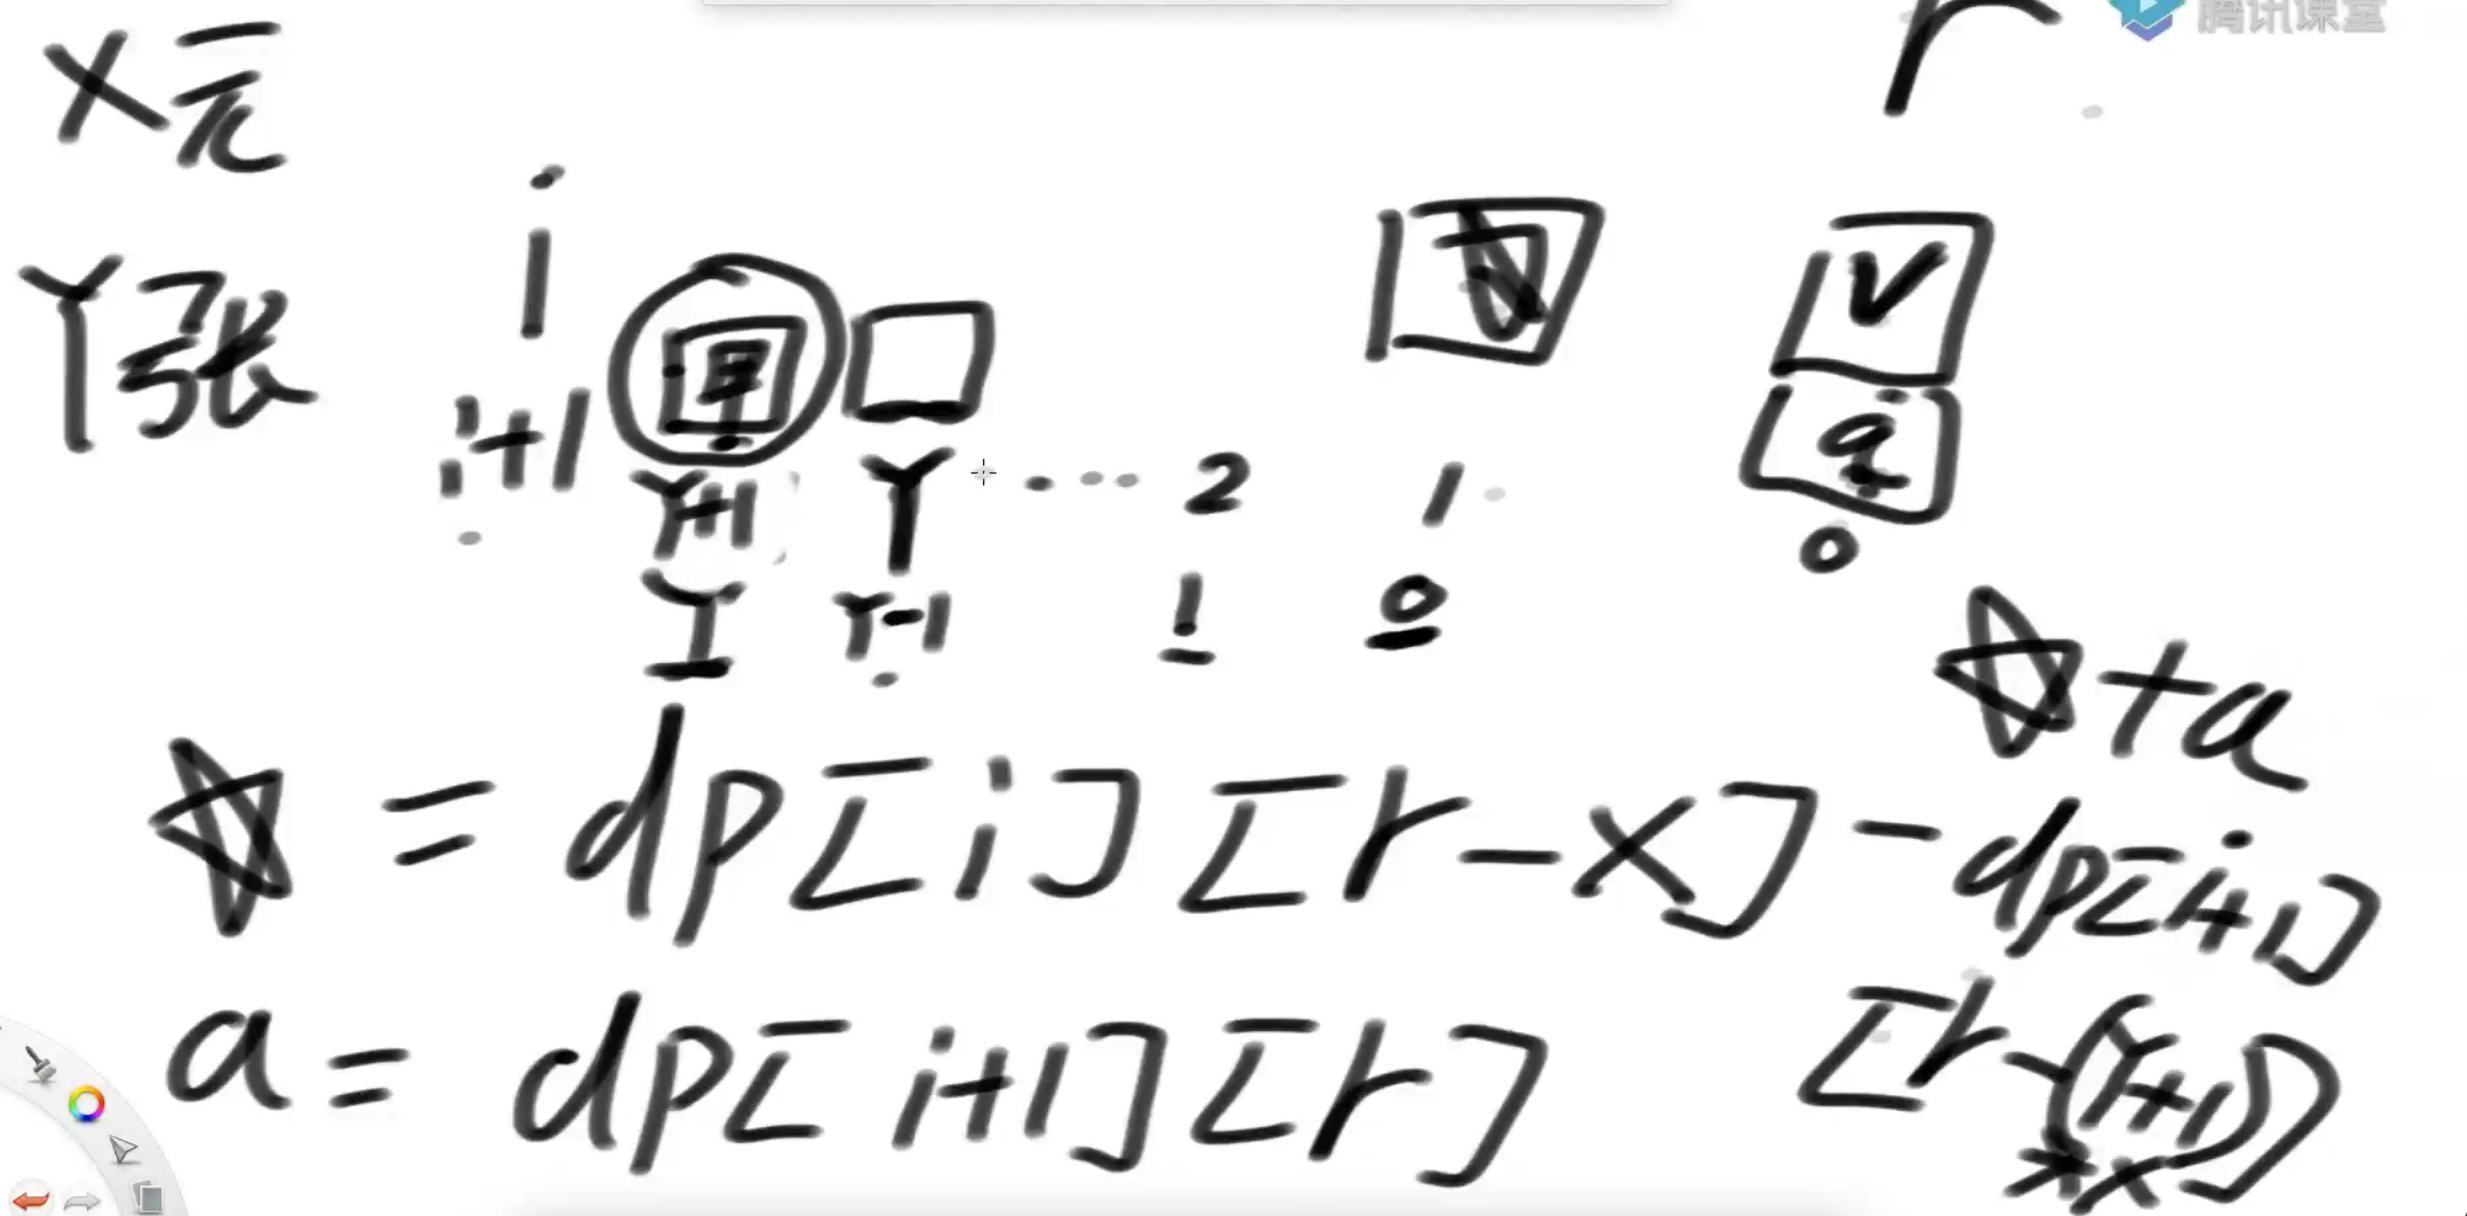 腾讯课堂
X元 r
i
Y张
V
i+1 a
Y+1 Y ... 2 1 0
Y Y-1 1 0
☆+a
☆ = dp[i][r-x] - dp[i+1]
[r-(Y+1)*x]
a = dp[i+1][r]